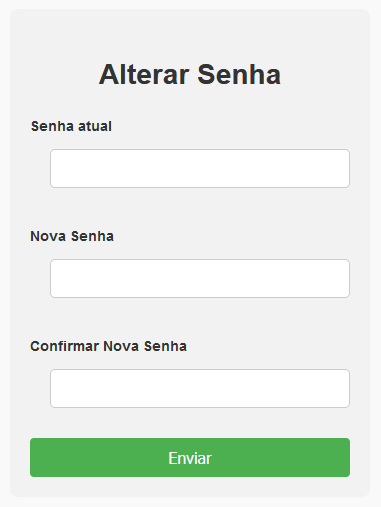 Alterar Senha
Senha atual
Nova Senha
Confirmar Nova Senha
Enviar